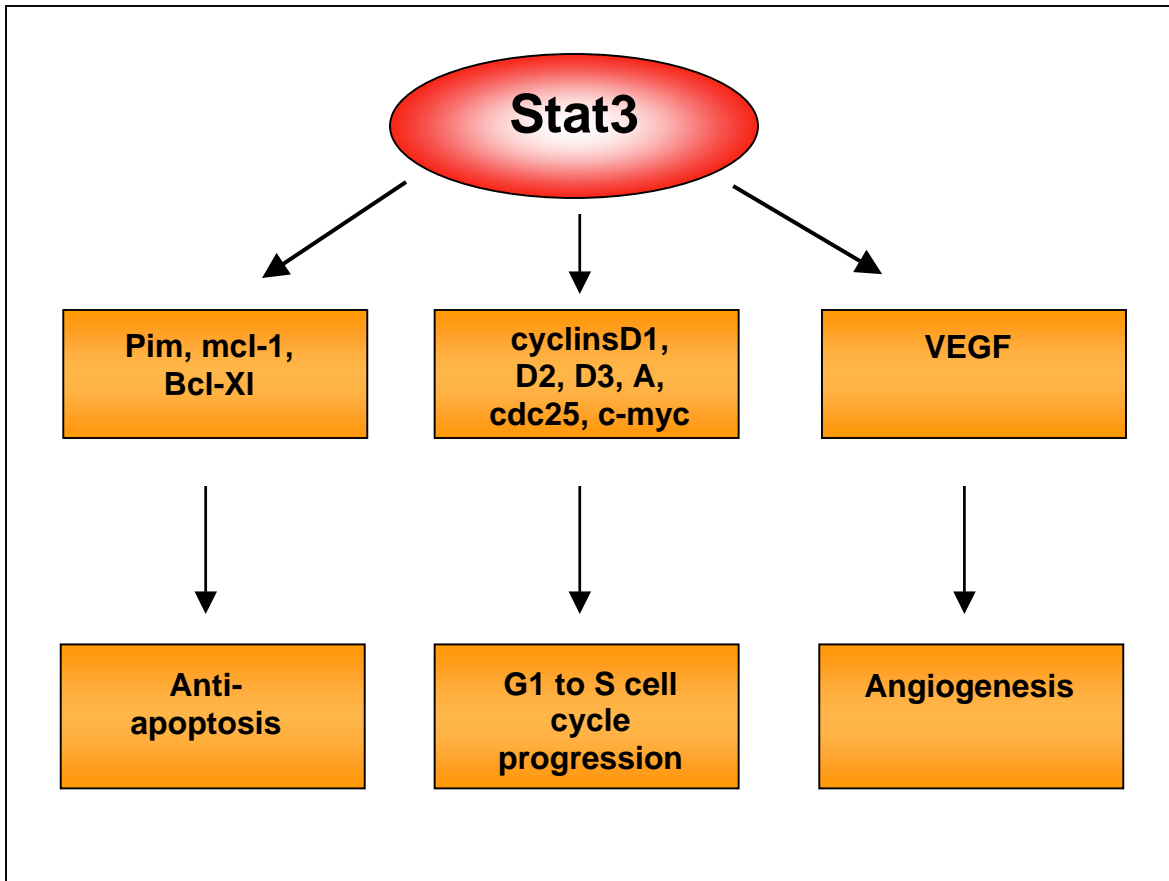 Stat3
Pim, mcl-1,
Bcl-Xl
cyclinsD1,
D2, D3, A,
cdc25, c-myc
VEGF
Anti-
apoptosis
G1 to S cell
cycle
progression
Angiogenesis